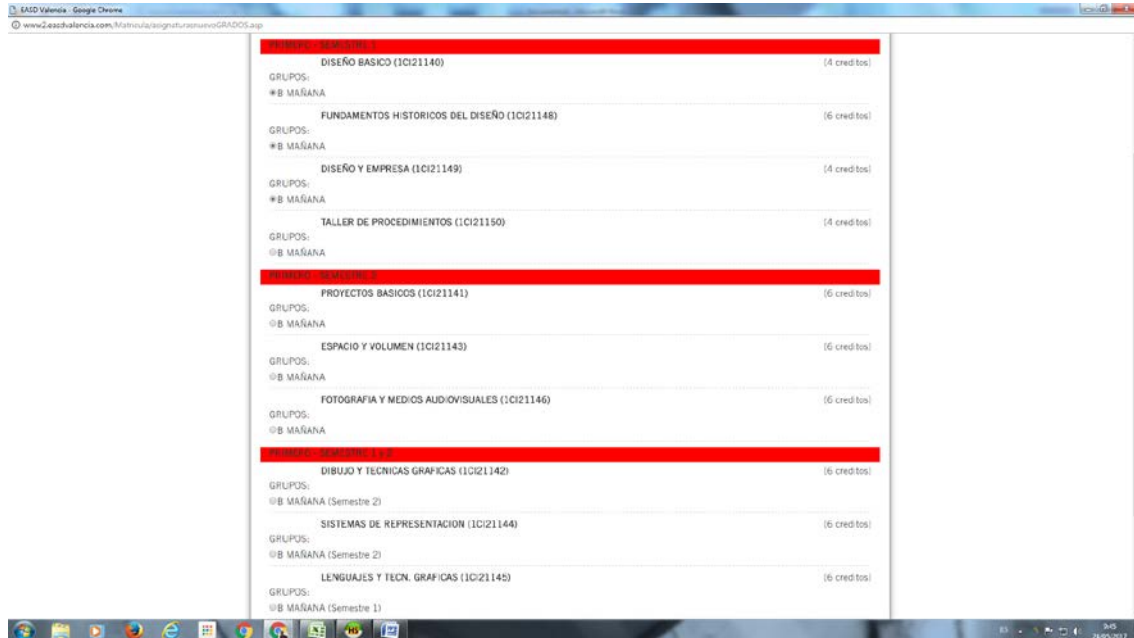 EASD Valencia - Google Chrome
www2.easdvalencia.com/Matricula/asignaturasnuevoGRADOS.asp
PRIMERO - SEMESTRE 1
DISEÑO BASICO (1CI21140) (4 creditos)
GRUPOS:
B MAÑANA
FUNDAMENTOS HISTORICOS DEL DISEÑO (1CI21148) (6 creditos)
GRUPOS:
B MAÑANA
DISEÑO Y EMPRESA (1CI21149) (4 creditos)
GRUPOS:
B MAÑANA
TALLER DE PROCEDIMIENTOS (1CI21150) (4 creditos)
GRUPOS:
B MAÑANA
PRIMERO - SEMESTRE 2
PROYECTOS BASICOS (1CI21141) (6 creditos)
GRUPOS:
B MAÑANA
ESPACIO Y VOLUMEN (1CI21143) (6 creditos)
GRUPOS:
B MAÑANA
FOTOGRAFIA Y MEDIOS AUDIOVISUALES (1CI21146) (6 creditos)
GRUPOS:
B MAÑANA
PRIMERO - SEMESTRE 1 y 2
DIBUJO Y TECNICAS GRAFICAS (1CI21142) (6 creditos)
GRUPOS:
B MAÑANA (Semestre 2)
SISTEMAS DE REPRESENTACION (1CI21144) (6 creditos)
GRUPOS:
B MAÑANA (Semestre 2)
LENGUAJES Y TECN. GRAFICAS (1CI21145) (6 creditos)
GRUPOS:
B MAÑANA (Semestre 1)
ES
9:45